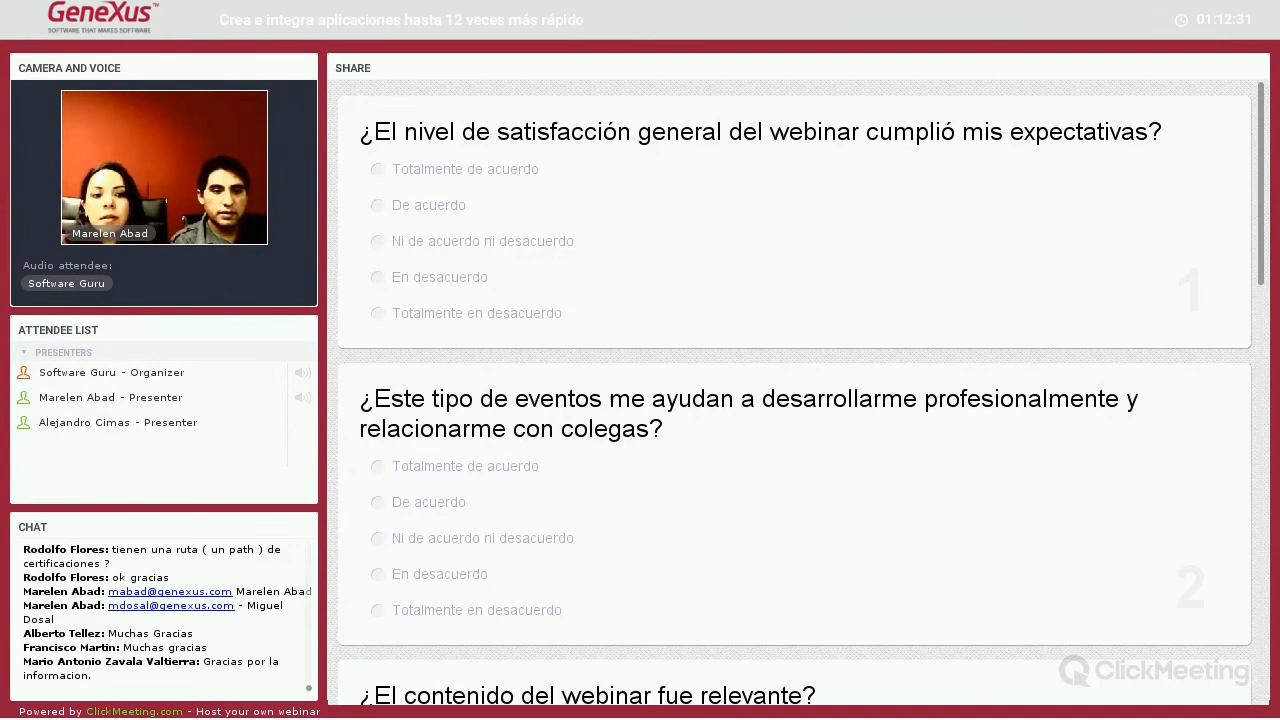 GeneXus™
SOFTWARE THAT MAKES SOFTWARE
Crea e integra aplicaciones hasta 12 veces más rápido
01:12:31
CAMERA AND VOICE
Marelen Abad
Audio attendee:
Software Guru
ATTENDEE LIST
PRESENTERS
Software Guru - Organizer
Marelen Abad - Presenter
Alejandro Cimas - Presenter
CHAT
Rodolfo Flores: tienen una ruta ( un path ) de
certificaciones ?
Rodolfo Flores: ok gracias
Marelen Abad: mabad@genexus.com Marelen Abad
Marelen Abad: mdosal@genexus.com - Miguel
Dosal
Alberto Tellez: Muchas Gracias
Francisco Martin: Muchas gracias
Mario Antonio Zavala Valtierra: Gracias por la
informacion.
Powered by ClickMeeting.com - Host your own webinar
SHARE
¿El nivel de satisfacción general del webinar cumplió mis expectativas?
Totalmente de acuerdo
De acuerdo
Ni de acuerdo ni desacuerdo
En desacuerdo
Totalmente en desacuerdo
1
¿Este tipo de eventos me ayudan a desarrollarme profesionalmente y
relacionarme con colegas?
Totalmente de acuerdo
De acuerdo
Ni de acuerdo ni desacuerdo
En desacuerdo
Totalmente en desacuerdo
2
¿El contenido del webinar fue relevante?
ClickMeeting